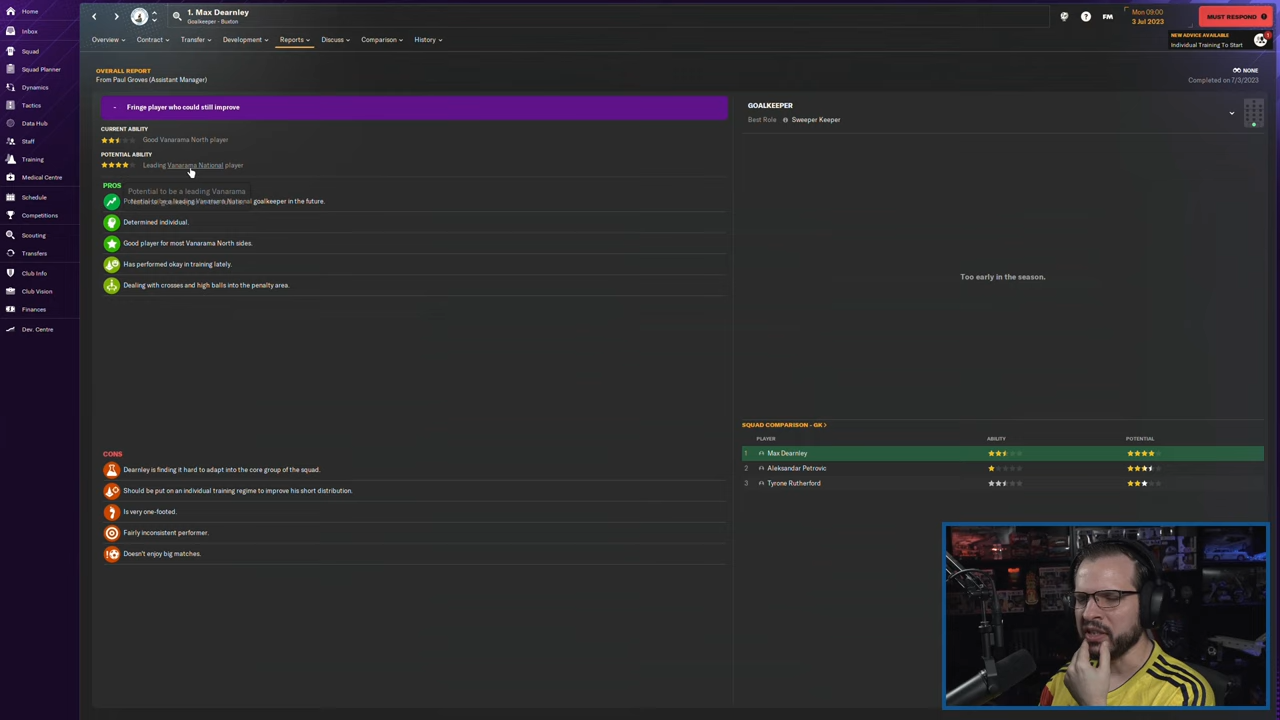 Home
Inbox
Squad
Squad Planner
Dynamics
Tactics
Data Hub
Staff
Training
Medical Centre
Schedule
Competitions
Scouting
Transfers
Club Info
Club Vision
Finances
Dev. Centre
1. Max Dearnley
Goalkeeper - Buxton
FM
Mon 09:00
3 Jul 2023
MUST RESPOND
Overview
Contract
Transfer
Development
Reports
Discuss
Comparison
History
NEW ADVICE AVAILABLE
Individual Training To Start
1
OVERALL REPORT
From Paul Groves (Assistant Manager)
NONE
Completed on 7/3/2023
- Fringe player who could still improve
CURRENT ABILITY
Good Vanarama North player
POTENTIAL ABILITY
Leading Vanarama National player
PROS
Potential to be a leading Vanarama
Potential to be a leading Vanarama National goalkeeper in the future.
Determined individual.
Good player for most Vanarama North sides.
Has performed okay in training lately.
Dealing with crosses and high balls into the penalty area.
CONS
Dearnley is finding it hard to adapt into the core group of the squad.
Should be put on an individual training regime to improve his short distribution.
Is very one-footed.
Fairly inconsistent performer.
Doesn't enjoy big matches.
GOALKEEPER
Best Role Sweeper Keeper
Too early in the season.
SQUAD COMPARISON - GK >
PLAYER ABILITY POTENTIAL
1 Max Dearnley
2 Aleksandar Petrovic
3 Tyrone Rutherford